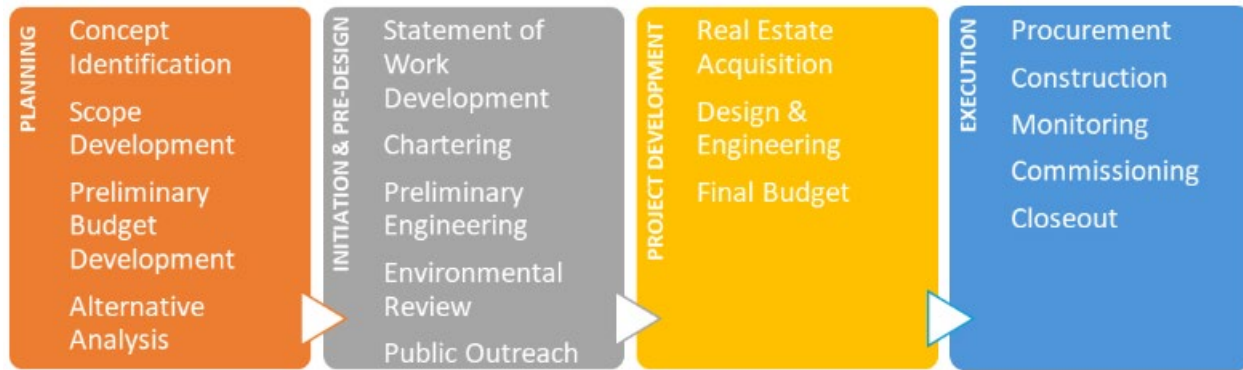 PLANNING
Concept
Identification
Scope
Development
Preliminary
Budget
Development
Alternative
Analysis
INITIATION & PRE-DESIGN
Statement of
Work
Development
Chartering
Preliminary
Engineering
Environmental
Review
Public Outreach
PROJECT DEVELOPMENT
Real Estate
Acquisition
Design &
Engineering
Final Budget
EXECUTION
Procurement
Construction
Monitoring
Commissioning
Closeout